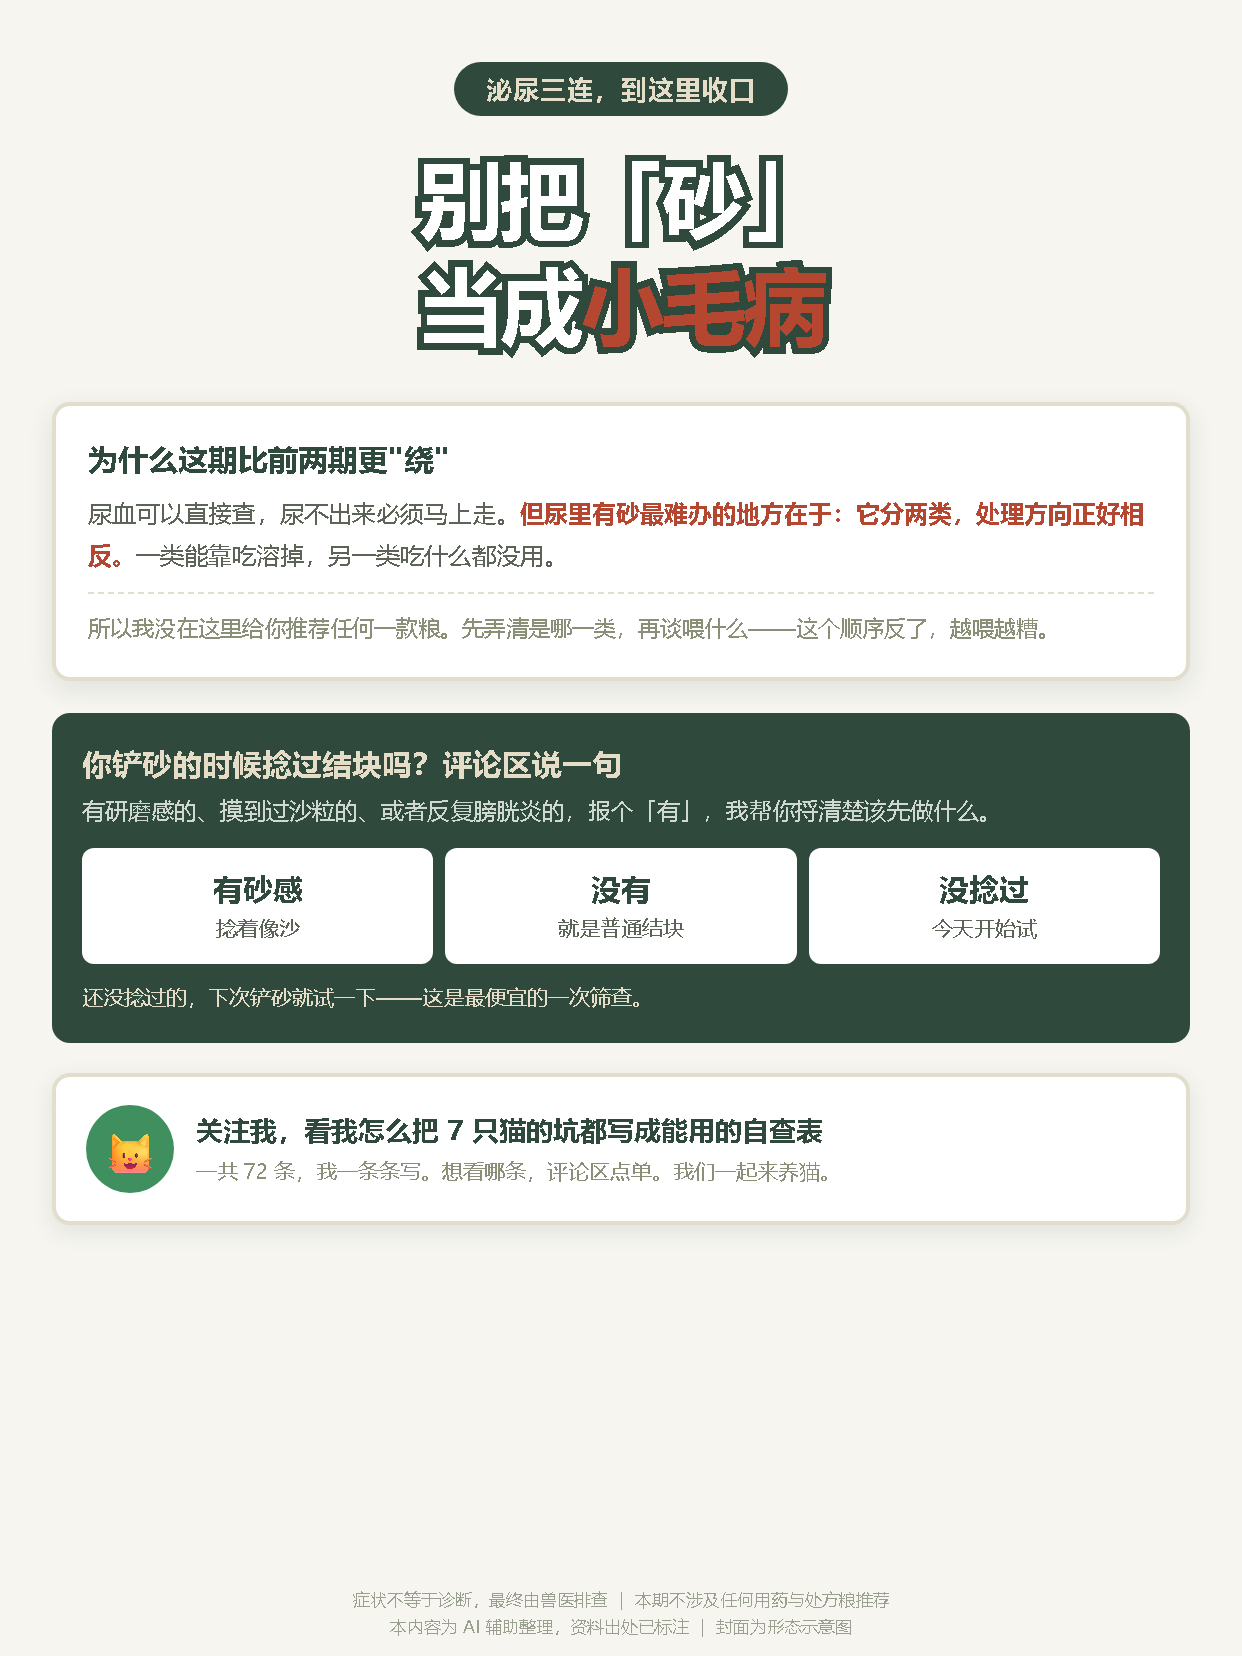 泌尿三连，到这里收口
别把「砂」
当成小毛病
为什么这期比前两期更"绕"
尿血可以直接查，尿不出来必须马上走。但尿里有砂最难办的地方在于：它分两类，处理方向正好相
反。一类能靠吃溶掉，另一类吃什么都没用。
所以我没在这里给你推荐任何一款粮。先弄清是哪一类，再谈喂什么——这个顺序反了，越喂越糟。
你铲砂的时候捻过结块吗？评论区说一句
有研磨感的、摸到过沙粒的、或者反复膀胱炎的，报个「有」，我帮你捋清楚该先做什么。
有砂感
捻着像沙
没有
就是普通结块
没捻过
今天开始试
还没捻过的，下次铲砂就试一下——这是最便宜的一次筛查。
关注我，看我怎么把 7 只猫的坑都写成能用的自查表
一共 72 条，我一条条写。想看哪条，评论区点单。我们一起来养猫。
症状不等于诊断，最终由兽医排查 ｜ 本期不涉及任何用药与处方粮推荐
本内容为 AI 辅助整理，资料出处已标注 ｜ 封面为形态示意图